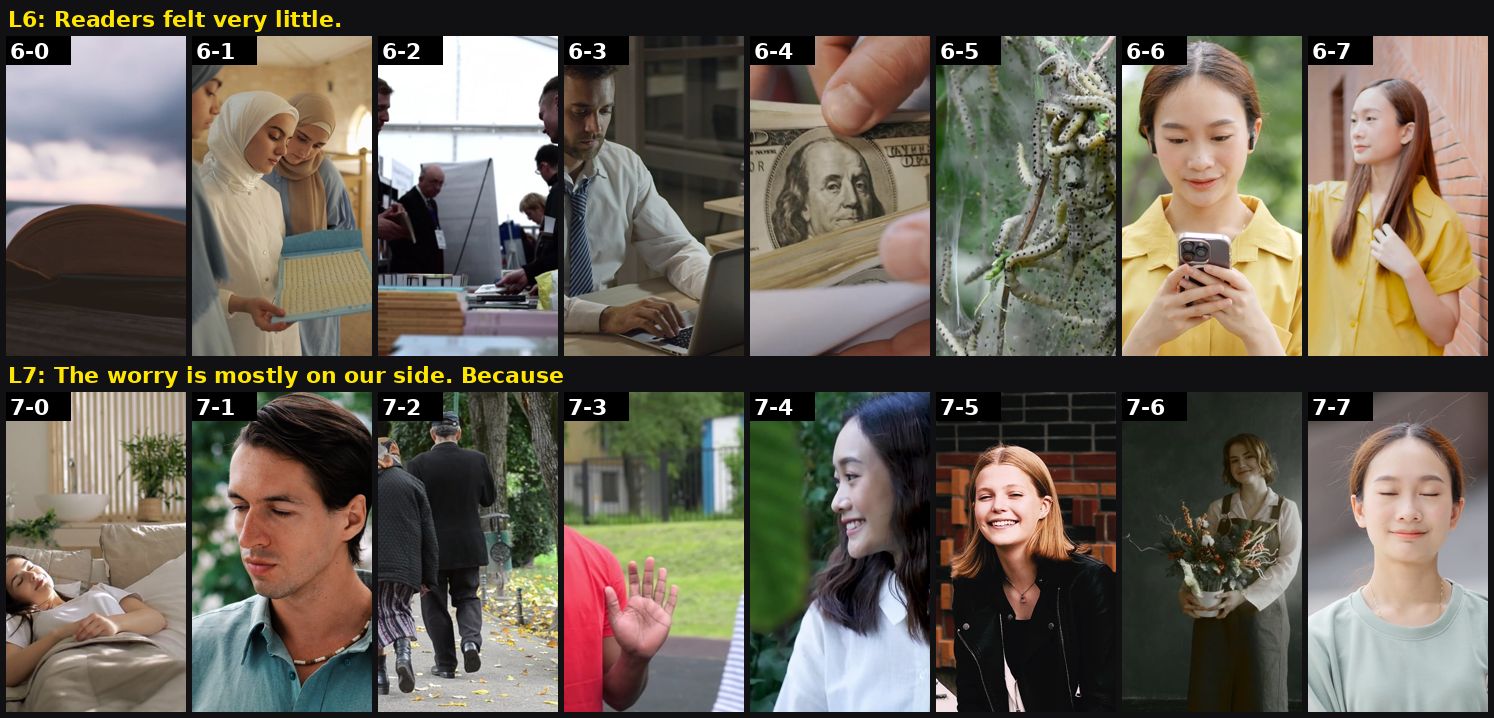 L6: Readers felt very little.
6-0 6-1 6-2 6-3 6-4 6-5 6-6 6-7
L7: The worry is mostly on our side. Because
7-0 7-1 7-2 7-3 7-4 7-5 7-6 7-7